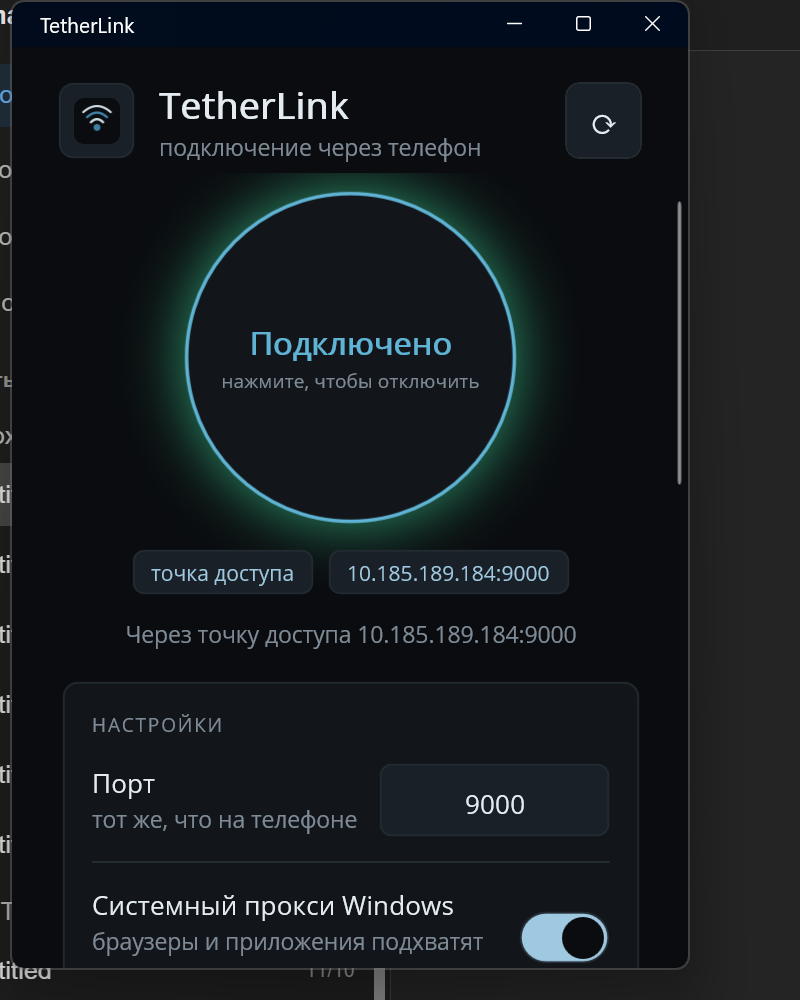 TetherLink
TetherLink
подключение через телефон
Подключено
нажмите, чтобы отключить
точка доступа
10.185.189.184:9000
Через точку доступа 10.185.189.184:9000
НАСТРОЙКИ
Порт
тот же, что на телефоне
9000
Системный прокси Windows
браузеры и приложения подхватят